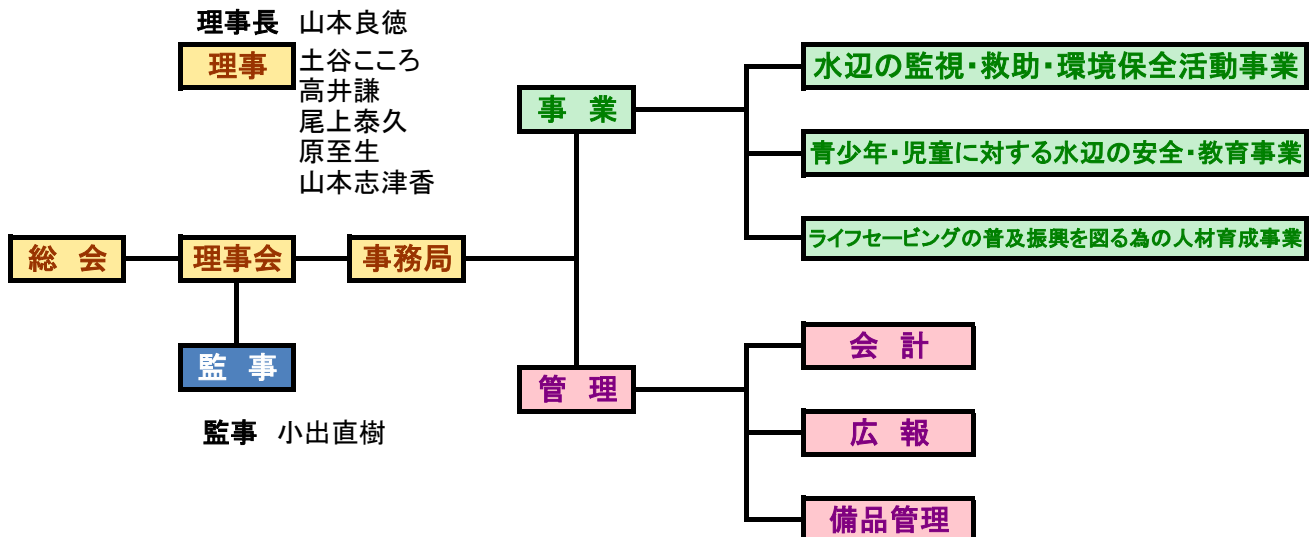 理事長 山本良徳
理事 土谷こころ
高井謙
尾上泰久
原至生
山本志津香
総 会
理事会
事務局
監 事
監事 小出直樹
事 業
水辺の監視・救助・環境保全活動事業
青少年・児童に対する水辺の安全・教育事業
ライフセービングの普及振興を図る為の人材育成事業
管 理
会 計
広 報
備品管理